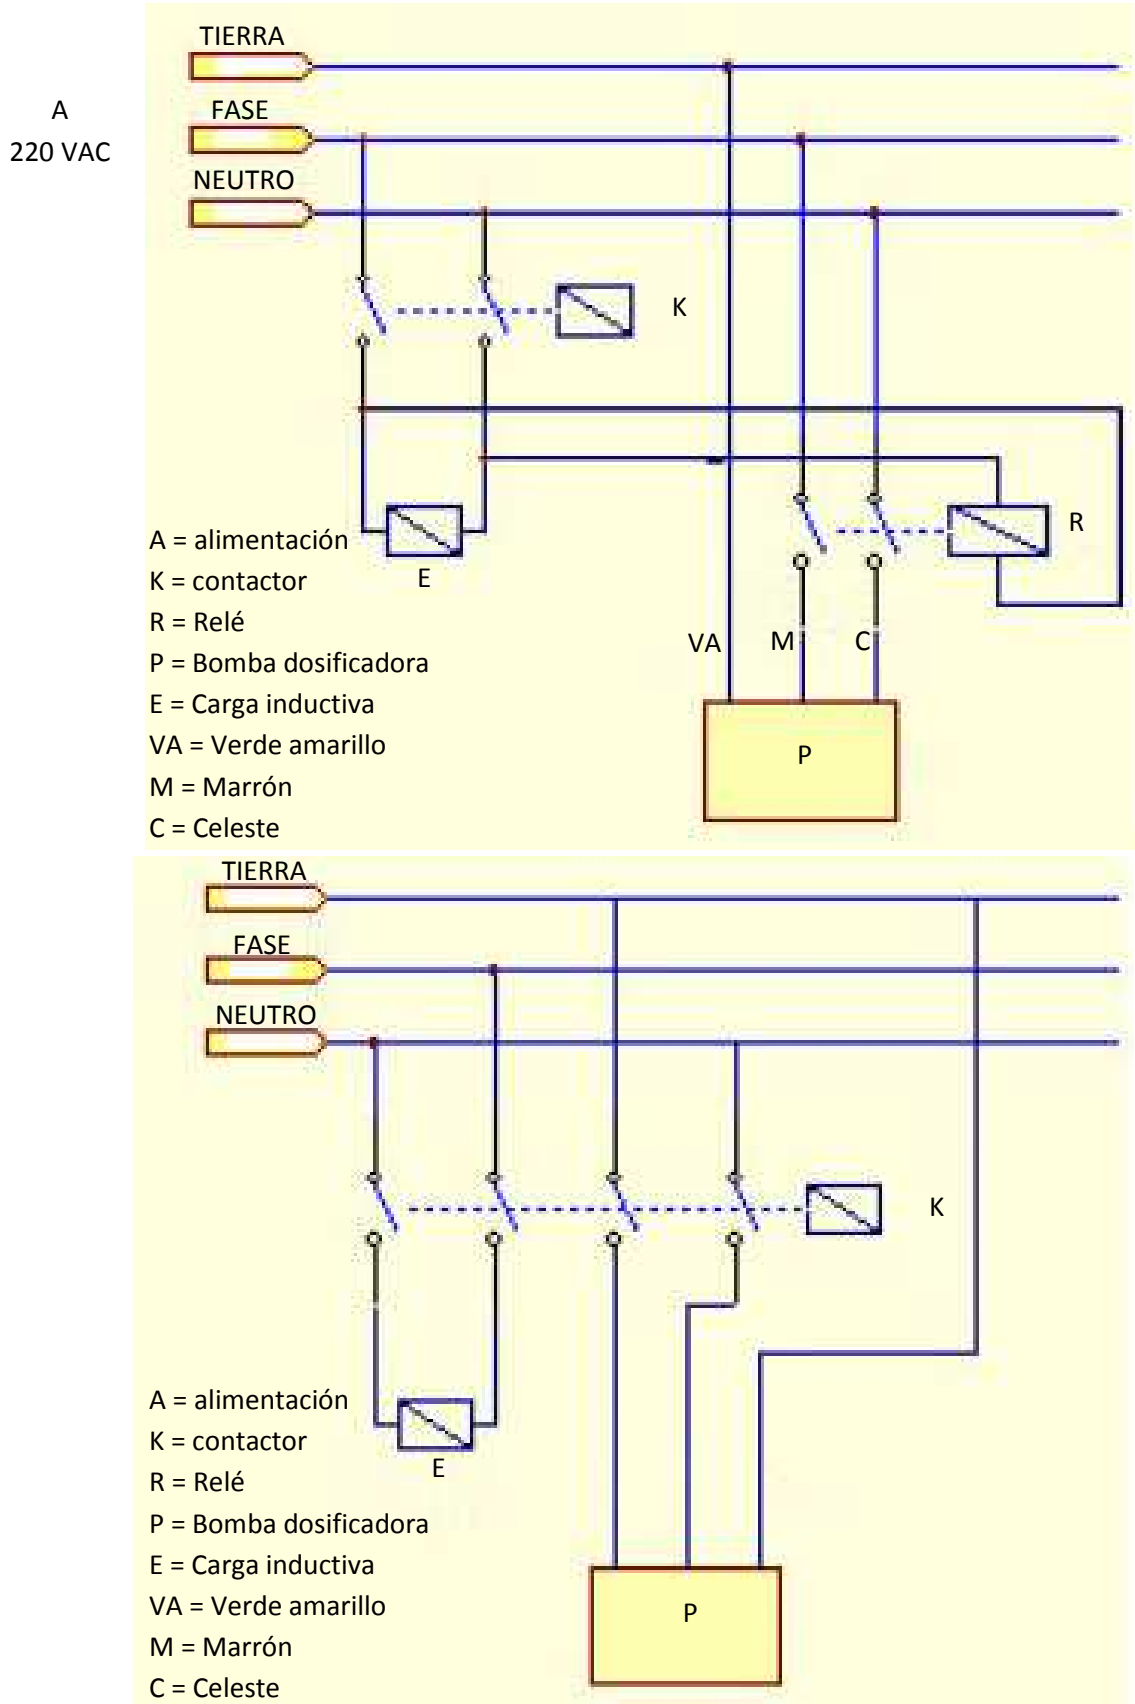 TIERRA
A
220 VAC
FASE
NEUTRO
K
R
A = alimentación
E
K = contactor
R = Relé
VA M C
P = Bomba dosificadora
E = Carga inductiva
VA = Verde amarillo
P
M = Marrón
C = Celeste
TIERRA
FASE
NEUTRO
K
A = alimentación
K = contactor
E
R = Relé
P = Bomba dosificadora
E = Carga inductiva
VA = Verde amarillo
P
M = Marrón
C = Celeste